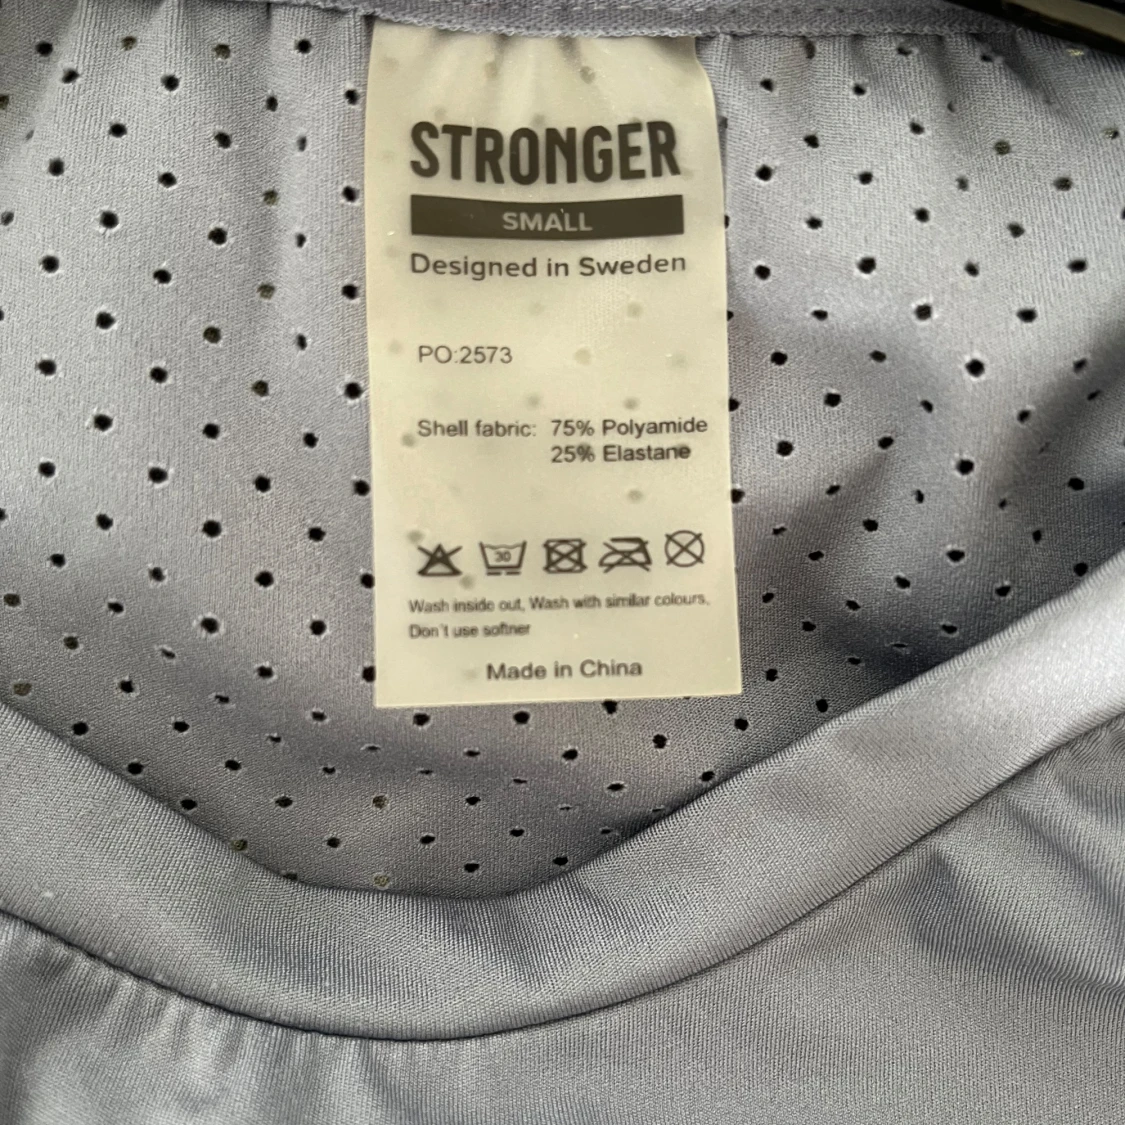 STRONGER
SMALL
Designed in Sweden
PO:2573
Shell fabric: 75% Polyamide
25% Elastane
30
Wash inside out, Wash with similar colours,
Don't use softner
Made in China